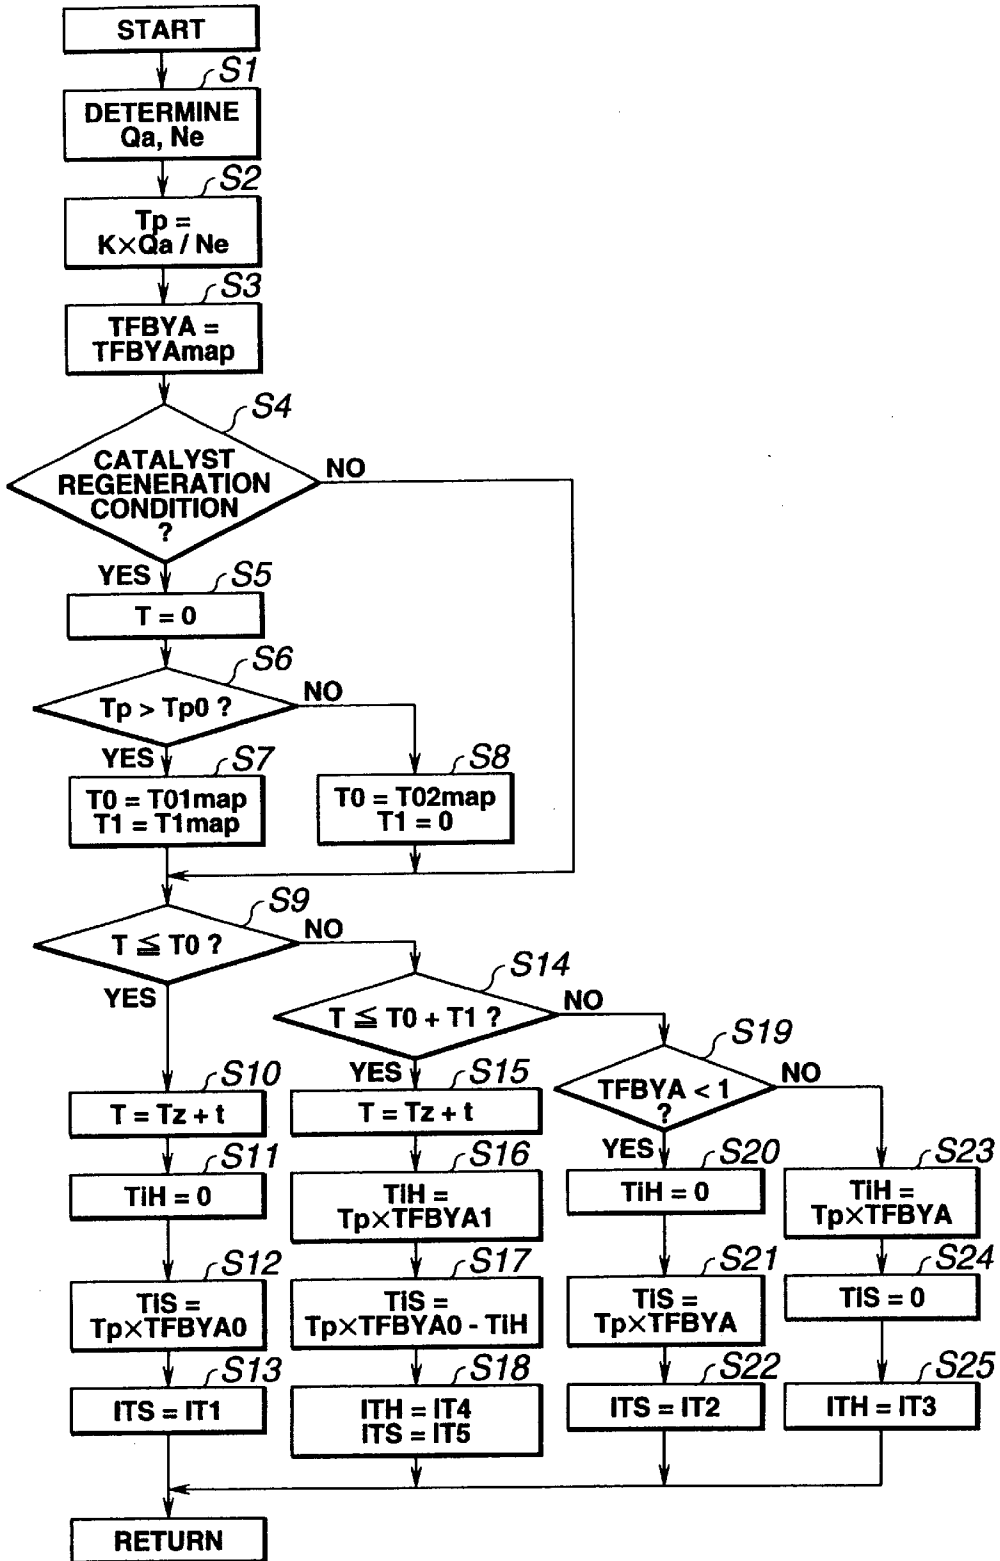 START
S1
DETERMINE
Qa, Ne
S2
Tp =
K×Qa / Ne
S3
TFBYA =
TFBYAmap
S4
CATALYST
REGENERATION
CONDITION
?
NO
YES
S5
T = 0
S6
Tp > Tp0 ?
NO
YES
S7
T0 = T01map
T1 = T1map
S8
T0 = T02map
T1 = 0
S9
T ≦ T0 ?
NO
YES
S14
T ≦ T0 + T1 ?
NO
YES
S19
TFBYA < 1
?
NO
YES
S10
T = Tz + t
S11
TiH = 0
S12
TiS =
Tp×TFBYA0
S13
ITS = IT1
S15
T = Tz + t
S16
TiH =
Tp×TFBYA1
S17
TiS =
Tp×TFBYA0 - TiH
S18
ITH = IT4
ITS = IT5
S20
TiH = 0
S21
TiS =
Tp×TFBYA
S22
ITS = IT2
S23
TiH =
Tp×TFBYA
S24
TiS = 0
S25
ITH = IT3
RETURN